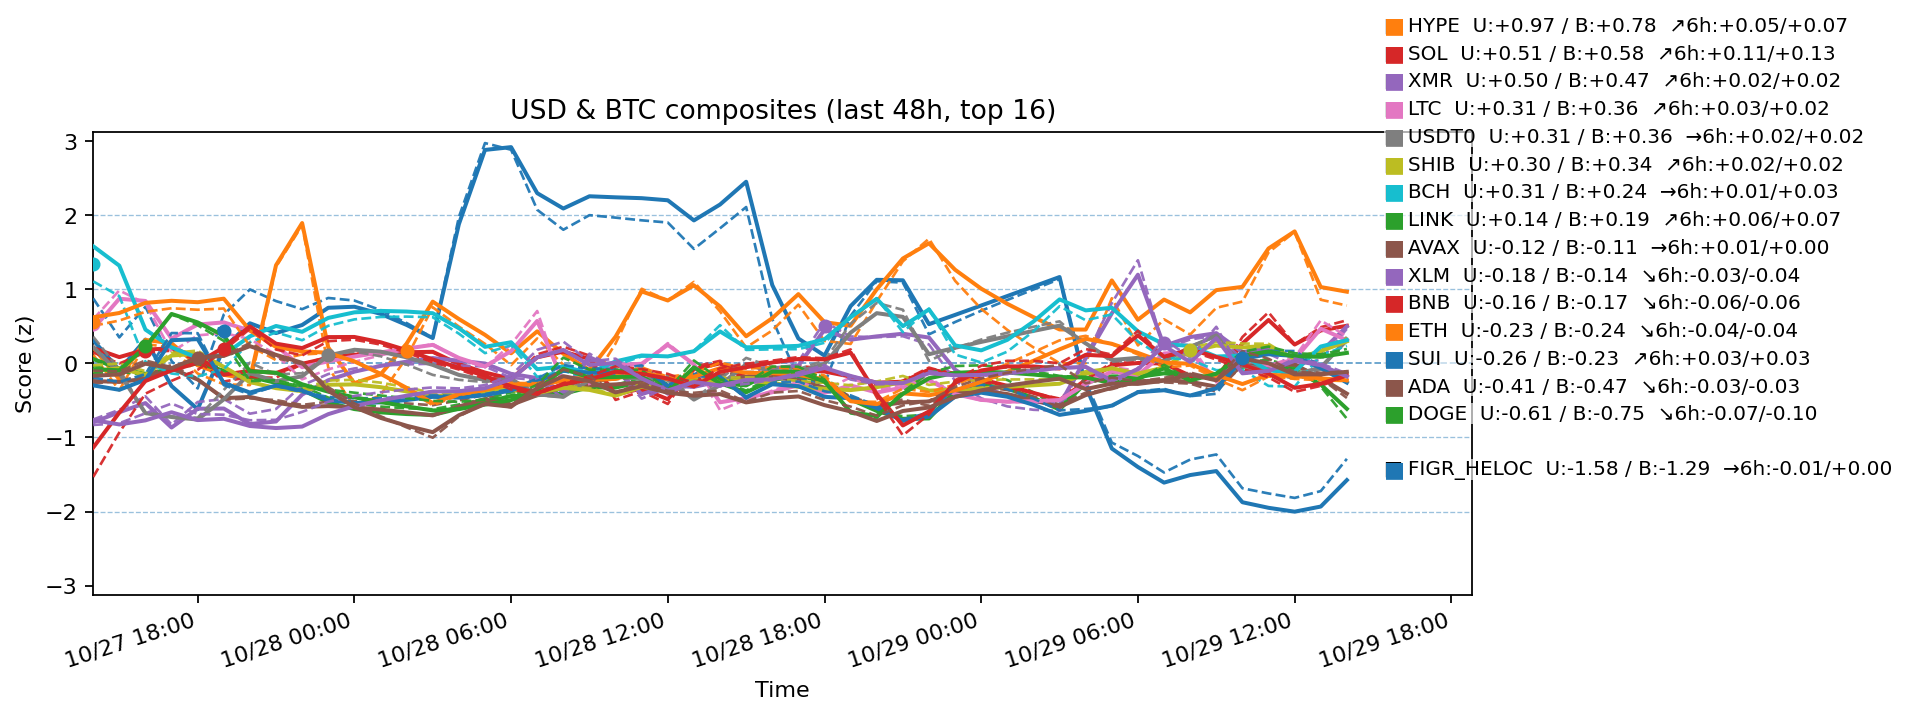 USD & BTC composites (last 48h, top 16)
HYPE  U:+0.97 / B:+0.78  ↗6h:+0.05/+0.07
SOL  U:+0.51 / B:+0.58  ↗6h:+0.11/+0.13
XMR  U:+0.50 / B:+0.47  ↗6h:+0.02/+0.02
LTC  U:+0.31 / B:+0.36  ↗6h:+0.03/+0.02
USDT0  U:+0.31 / B:+0.36  →6h:+0.02/+0.02
SHIB  U:+0.30 / B:+0.34  ↗6h:+0.02/+0.02
BCH  U:+0.31 / B:+0.24  →6h:+0.01/+0.03
LINK  U:+0.14 / B:+0.19  ↗6h:+0.06/+0.07
AVAX  U:-0.12 / B:-0.11  →6h:+0.01/+0.00
XLM  U:-0.18 / B:-0.14  ↘6h:-0.03/-0.04
BNB  U:-0.16 / B:-0.17  ↘6h:-0.06/-0.06
ETH  U:-0.23 / B:-0.24  ↘6h:-0.04/-0.04
SUI  U:-0.26 / B:-0.23  ↗6h:+0.03/+0.03
ADA  U:-0.41 / B:-0.47  ↘6h:-0.03/-0.03
DOGE  U:-0.61 / B:-0.75  ↘6h:-0.07/-0.10
FIGR_HELOC  U:-1.58 / B:-1.29  →6h:-0.01/+0.00
Score (z)
3
2
1
0
−1
−2
−3
10/27 18:00
10/28 00:00
10/28 06:00
10/28 12:00
10/28 18:00
10/29 00:00
10/29 06:00
10/29 12:00
10/29 18:00
Time